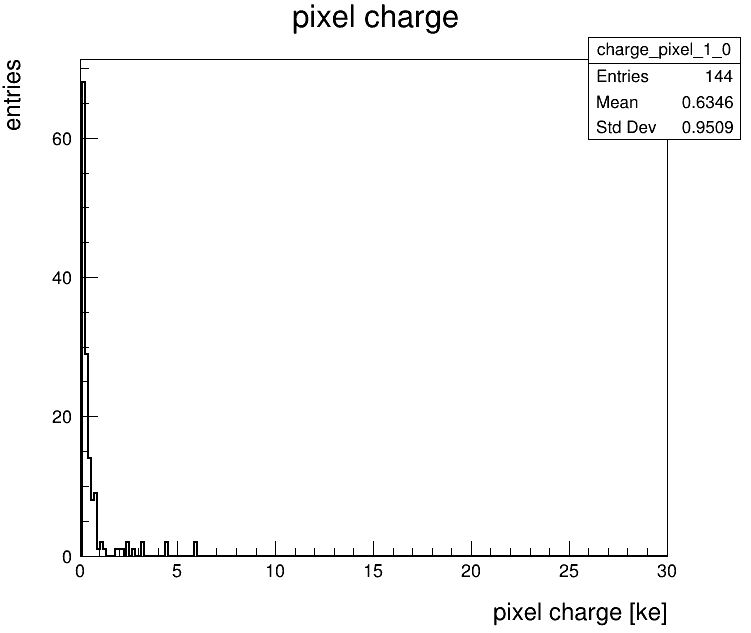 pixel charge
entries
charge_pixel_1_0
Entries 144
Mean 0.6346
Std Dev 0.9509
60
40
20
0
0 5 10 15 20 25 30
pixel charge [ke]